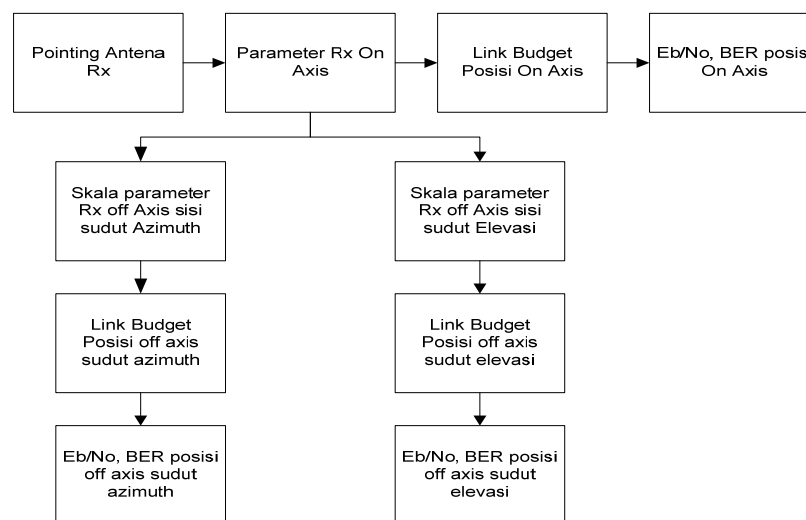 Pointing Antena
Rx
Parameter Rx On
Axis
Link Budget
Posisi On Axis
Eb/No, BER posisi
On Axis
Skala parameter
Rx off Axis sisi
sudut Azimuth
Skala parameter
Rx off Axis sisi
sudut Elevasi
Link Budget
Posisi off axis
sudut azimuth
Link Budget
Posisi off axis
sudut elevasi
Eb/No, BER posisi
off axis sudut
azimuth
Eb/No, BER posisi
off axis sudut
elevasi